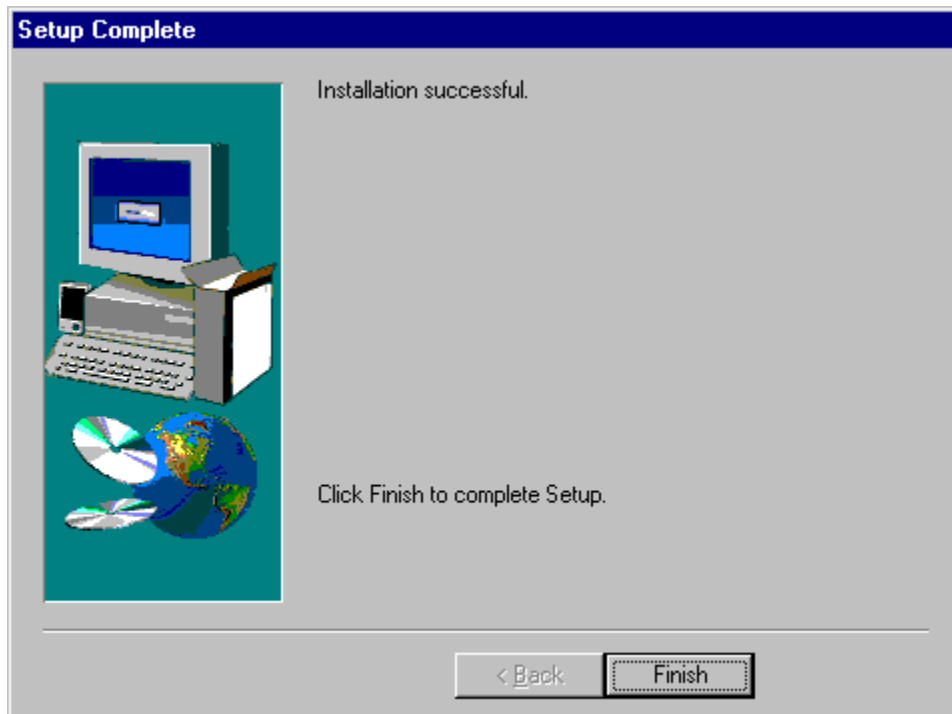 Setup Complete
Installation successful.
Click Finish to complete Setup.
< Back
Finish